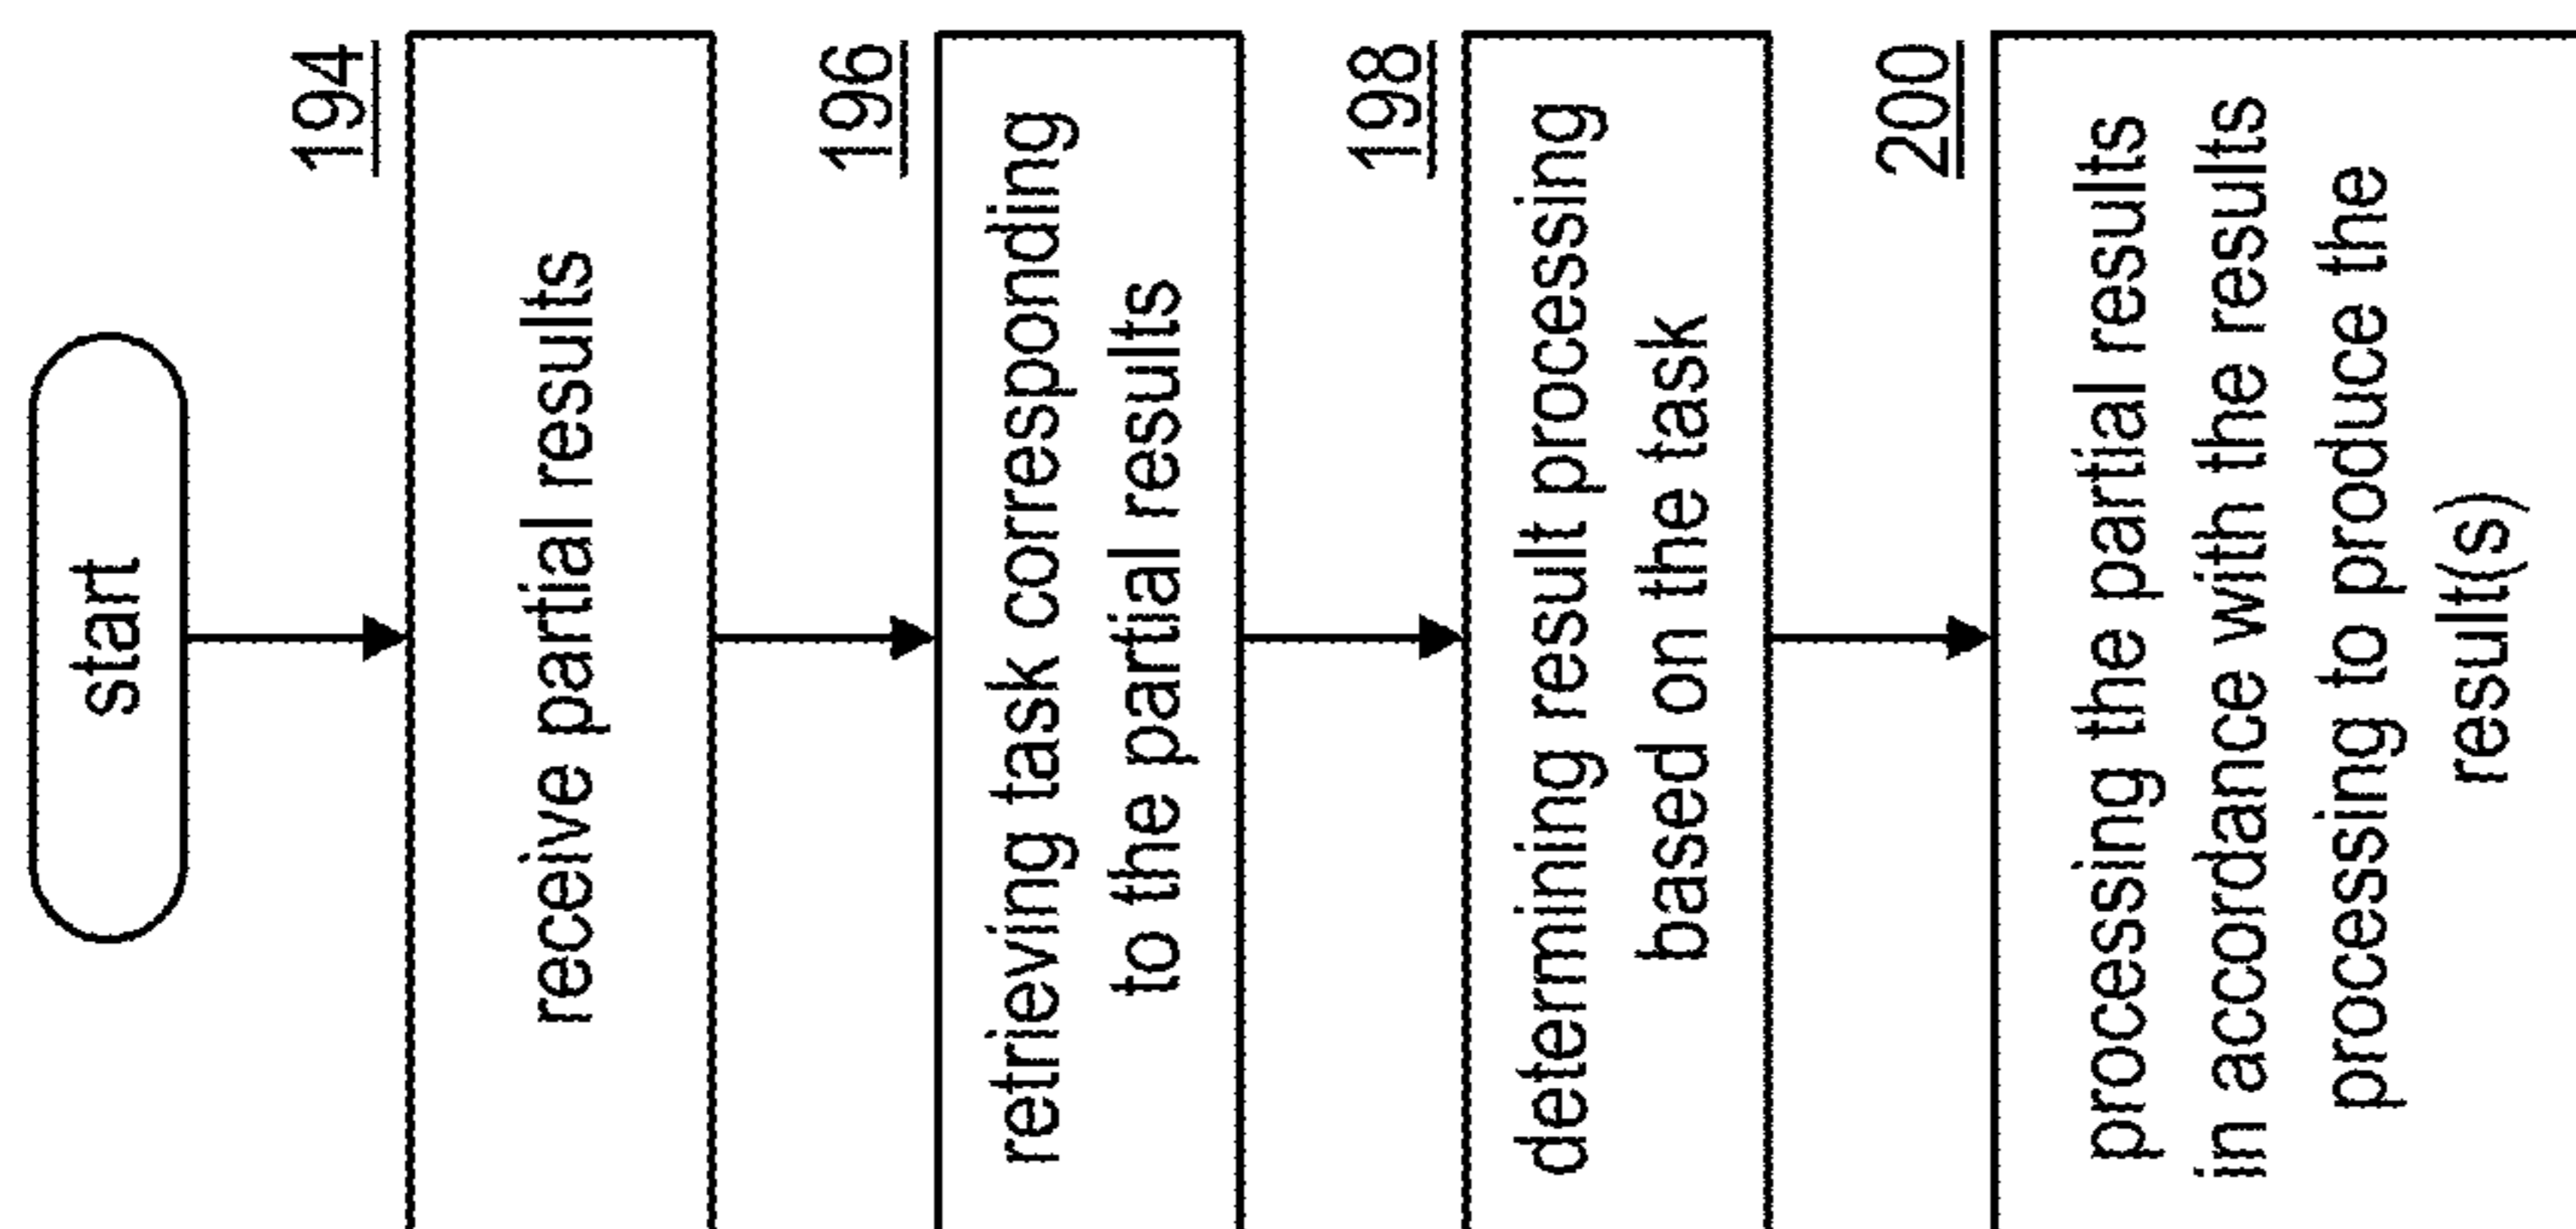 start
194
receive partial results
196
retrieving task corresponding
to the partial results
198
determining result processing
based on the task
200
processing the partial results
in accordance with the results
processing to produce the
result(s)